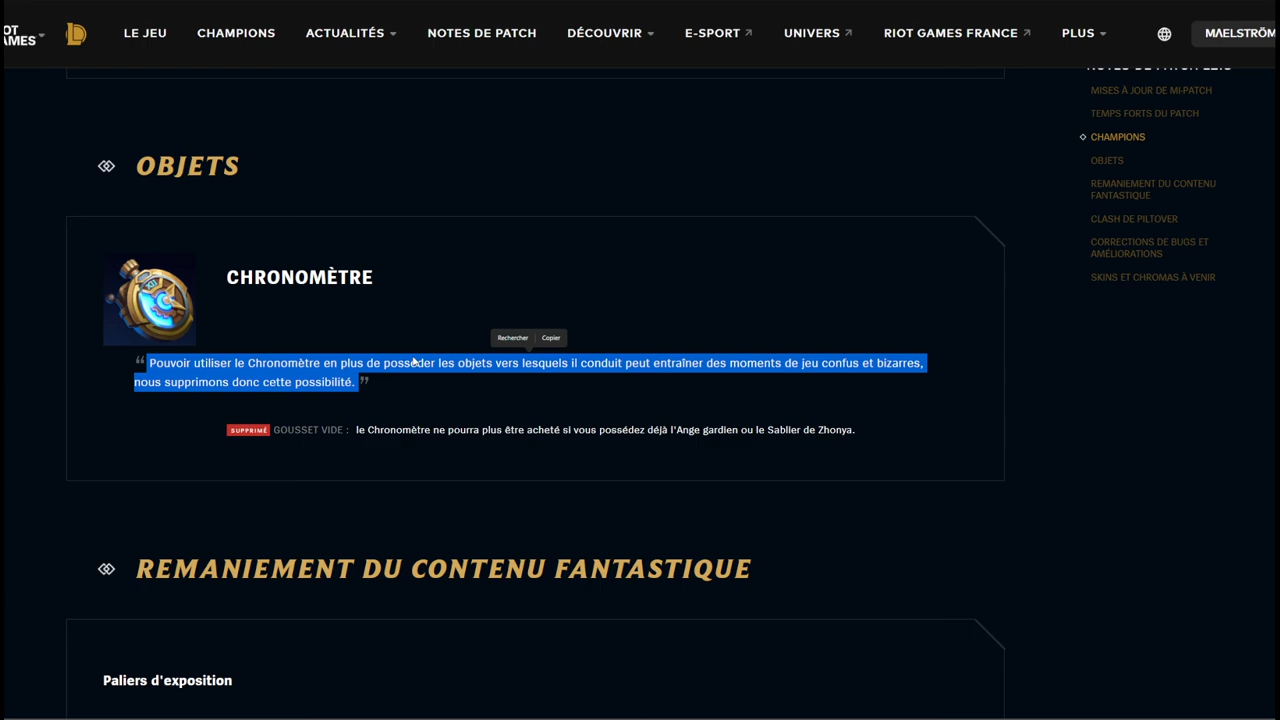 LE JEU CHAMPIONS ACTUALITÉS NOTES DE PATCH DÉCOUVRIR E-SPORT UNIVERS RIOT GAMES FRANCE PLUS MAELSTRÖM
MISES À JOUR DE MI-PATCH
TEMPS FORTS DU PATCH
CHAMPIONS
OBJETS
REMANIEMENT DU CONTENU
FANTASTIQUE
CLASH DE PILTOVER
CORRECTIONS DE BUGS ET
AMÉLIORATIONS
SKINS ET CHROMAS À VENIR
OBJETS
CHRONOMÈTRE
Rechercher Copier
“ Pouvoir utiliser le Chronomètre en plus de posséder les objets vers lesquels il conduit peut entraîner des moments de jeu confus et bizarres,
nous supprimons donc cette possibilité. ”
SUPPRIMÉ GOUSSET VIDE : le Chronomètre ne pourra plus être acheté si vous possédez déjà l'Ange gardien ou le Sablier de Zhonya.
REMANIEMENT DU CONTENU FANTASTIQUE
Paliers d'exposition